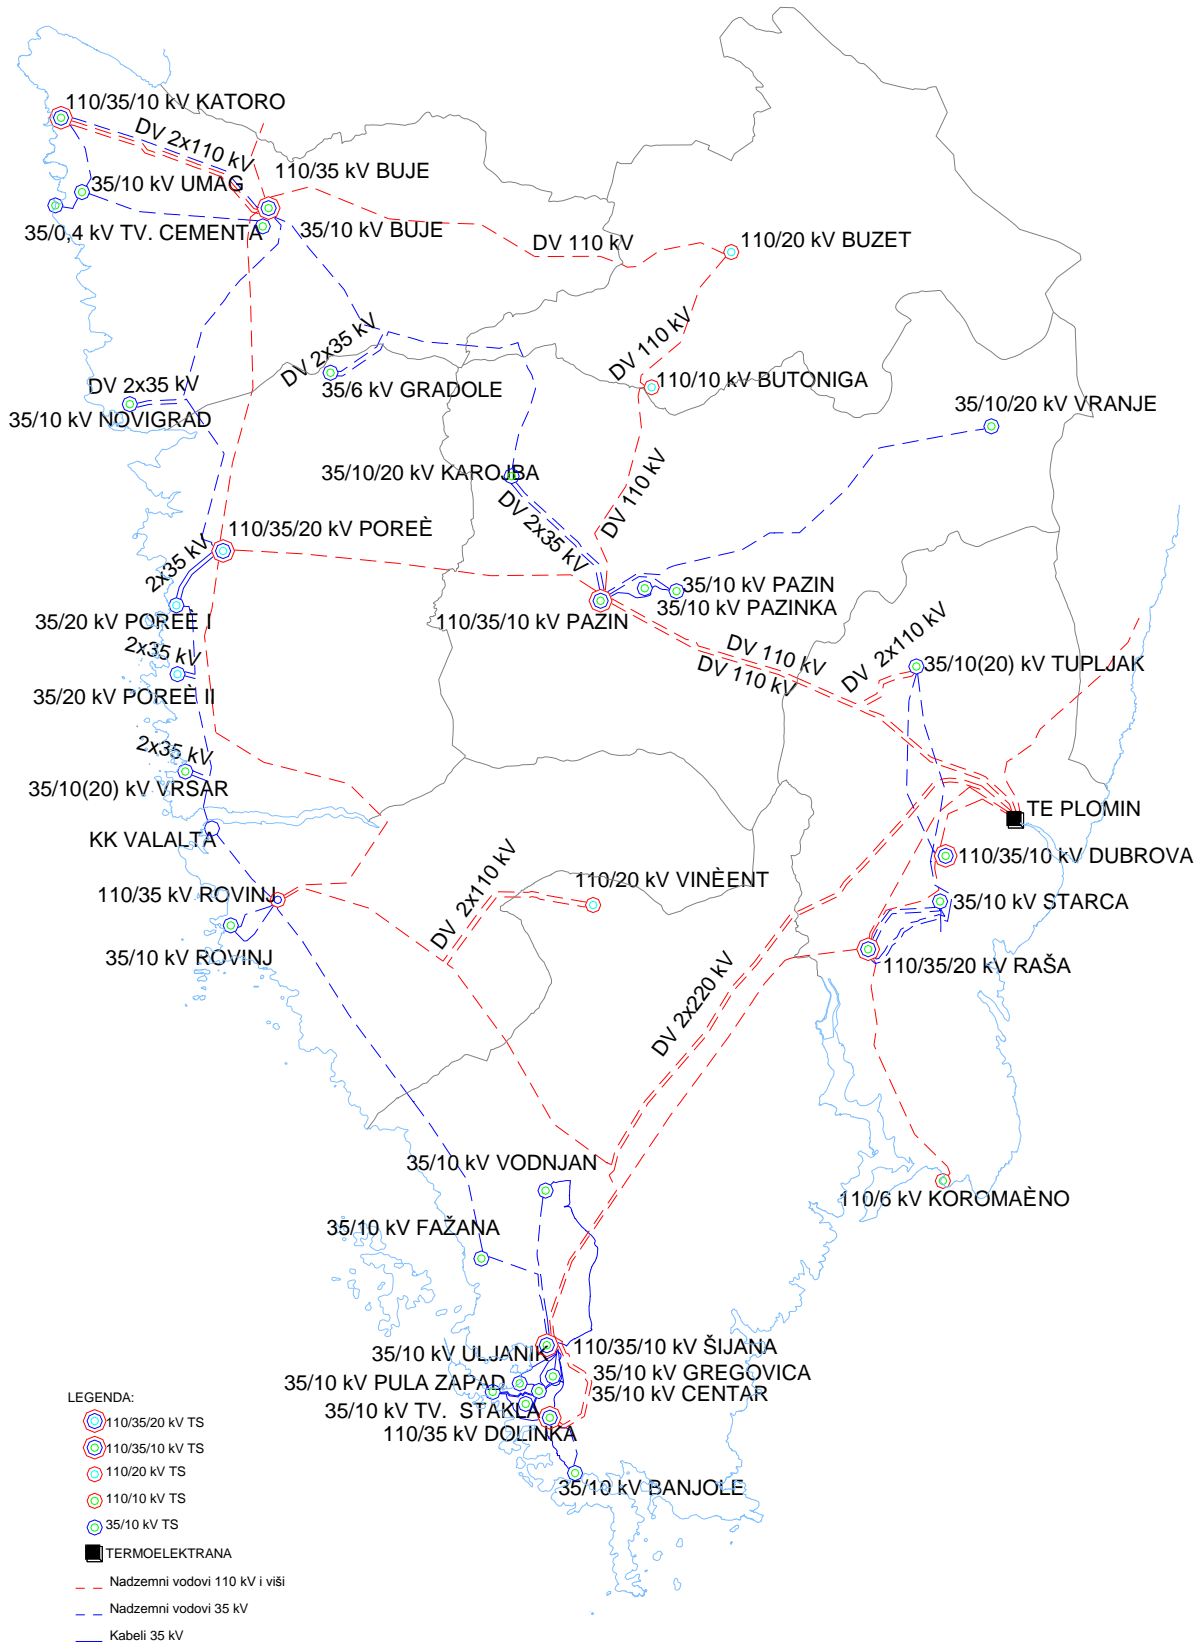 110/35/10 kV KATORO
DV 2x110 kV
110/35 kV BUJE
35/10 kV UMAG
35/0,4 kV TV. CEMENTA
35/10 kV BUJE
DV 110 kV
110/20 kV BUZET
DV 2x35 kV
DV 110 kV
DV 2x35 kV
35/6 kV GRADOLE
110/10 kV BUTONIGA
35/10 kV NOVIGRAD
35/10/20 kV VRANJE
35/10/20 kV KAROJBA
DV 2x35 kV
DV 110 kV
110/35/20 kV POREÈ
2x35 kV
35/10 kV PAZIN
35/10 kV PAZINKA
35/20 kV POREÈ I
110/35/10 kV PAZIN
2x35 kV
DV 110 kV
DV 110 kV
DV 2x110 kV
35/10(20) kV TUPLJAK
35/20 kV POREÈ II
2x35 kV
35/10(20) kV VRSAR
TE PLOMIN
KK VALALTA
110/35/10 kV DUBROVA
110/35 kV ROVINJ
DV 2x110 kV
110/20 kV VINÈENT
35/10 kV STARCA
35/10 kV ROVINJ
DV 2x220 kV
110/35/20 kV RAŠA
35/10 kV VODNJAN
110/6 kV KOROMAÈNO
35/10 kV FAŽANA
35/10 kV ULJANIK
110/35/10 kV ŠIJANA
35/10 kV PULA ZAPAD
35/10 kV GREGOVICA
35/10 kV CENTAR
35/10 kV TV. STAKLA
110/35 kV DOLINKA
35/10 kV BANJOLE
LEGENDA:
110/35/20 kV TS
110/35/10 kV TS
110/20 kV TS
110/10 kV TS
35/10 kV TS
TERMOELEKTRANA
Nadzemni vodovi 110 kV i viši
Nadzemni vodovi 35 kV
Kabeli 35 kV